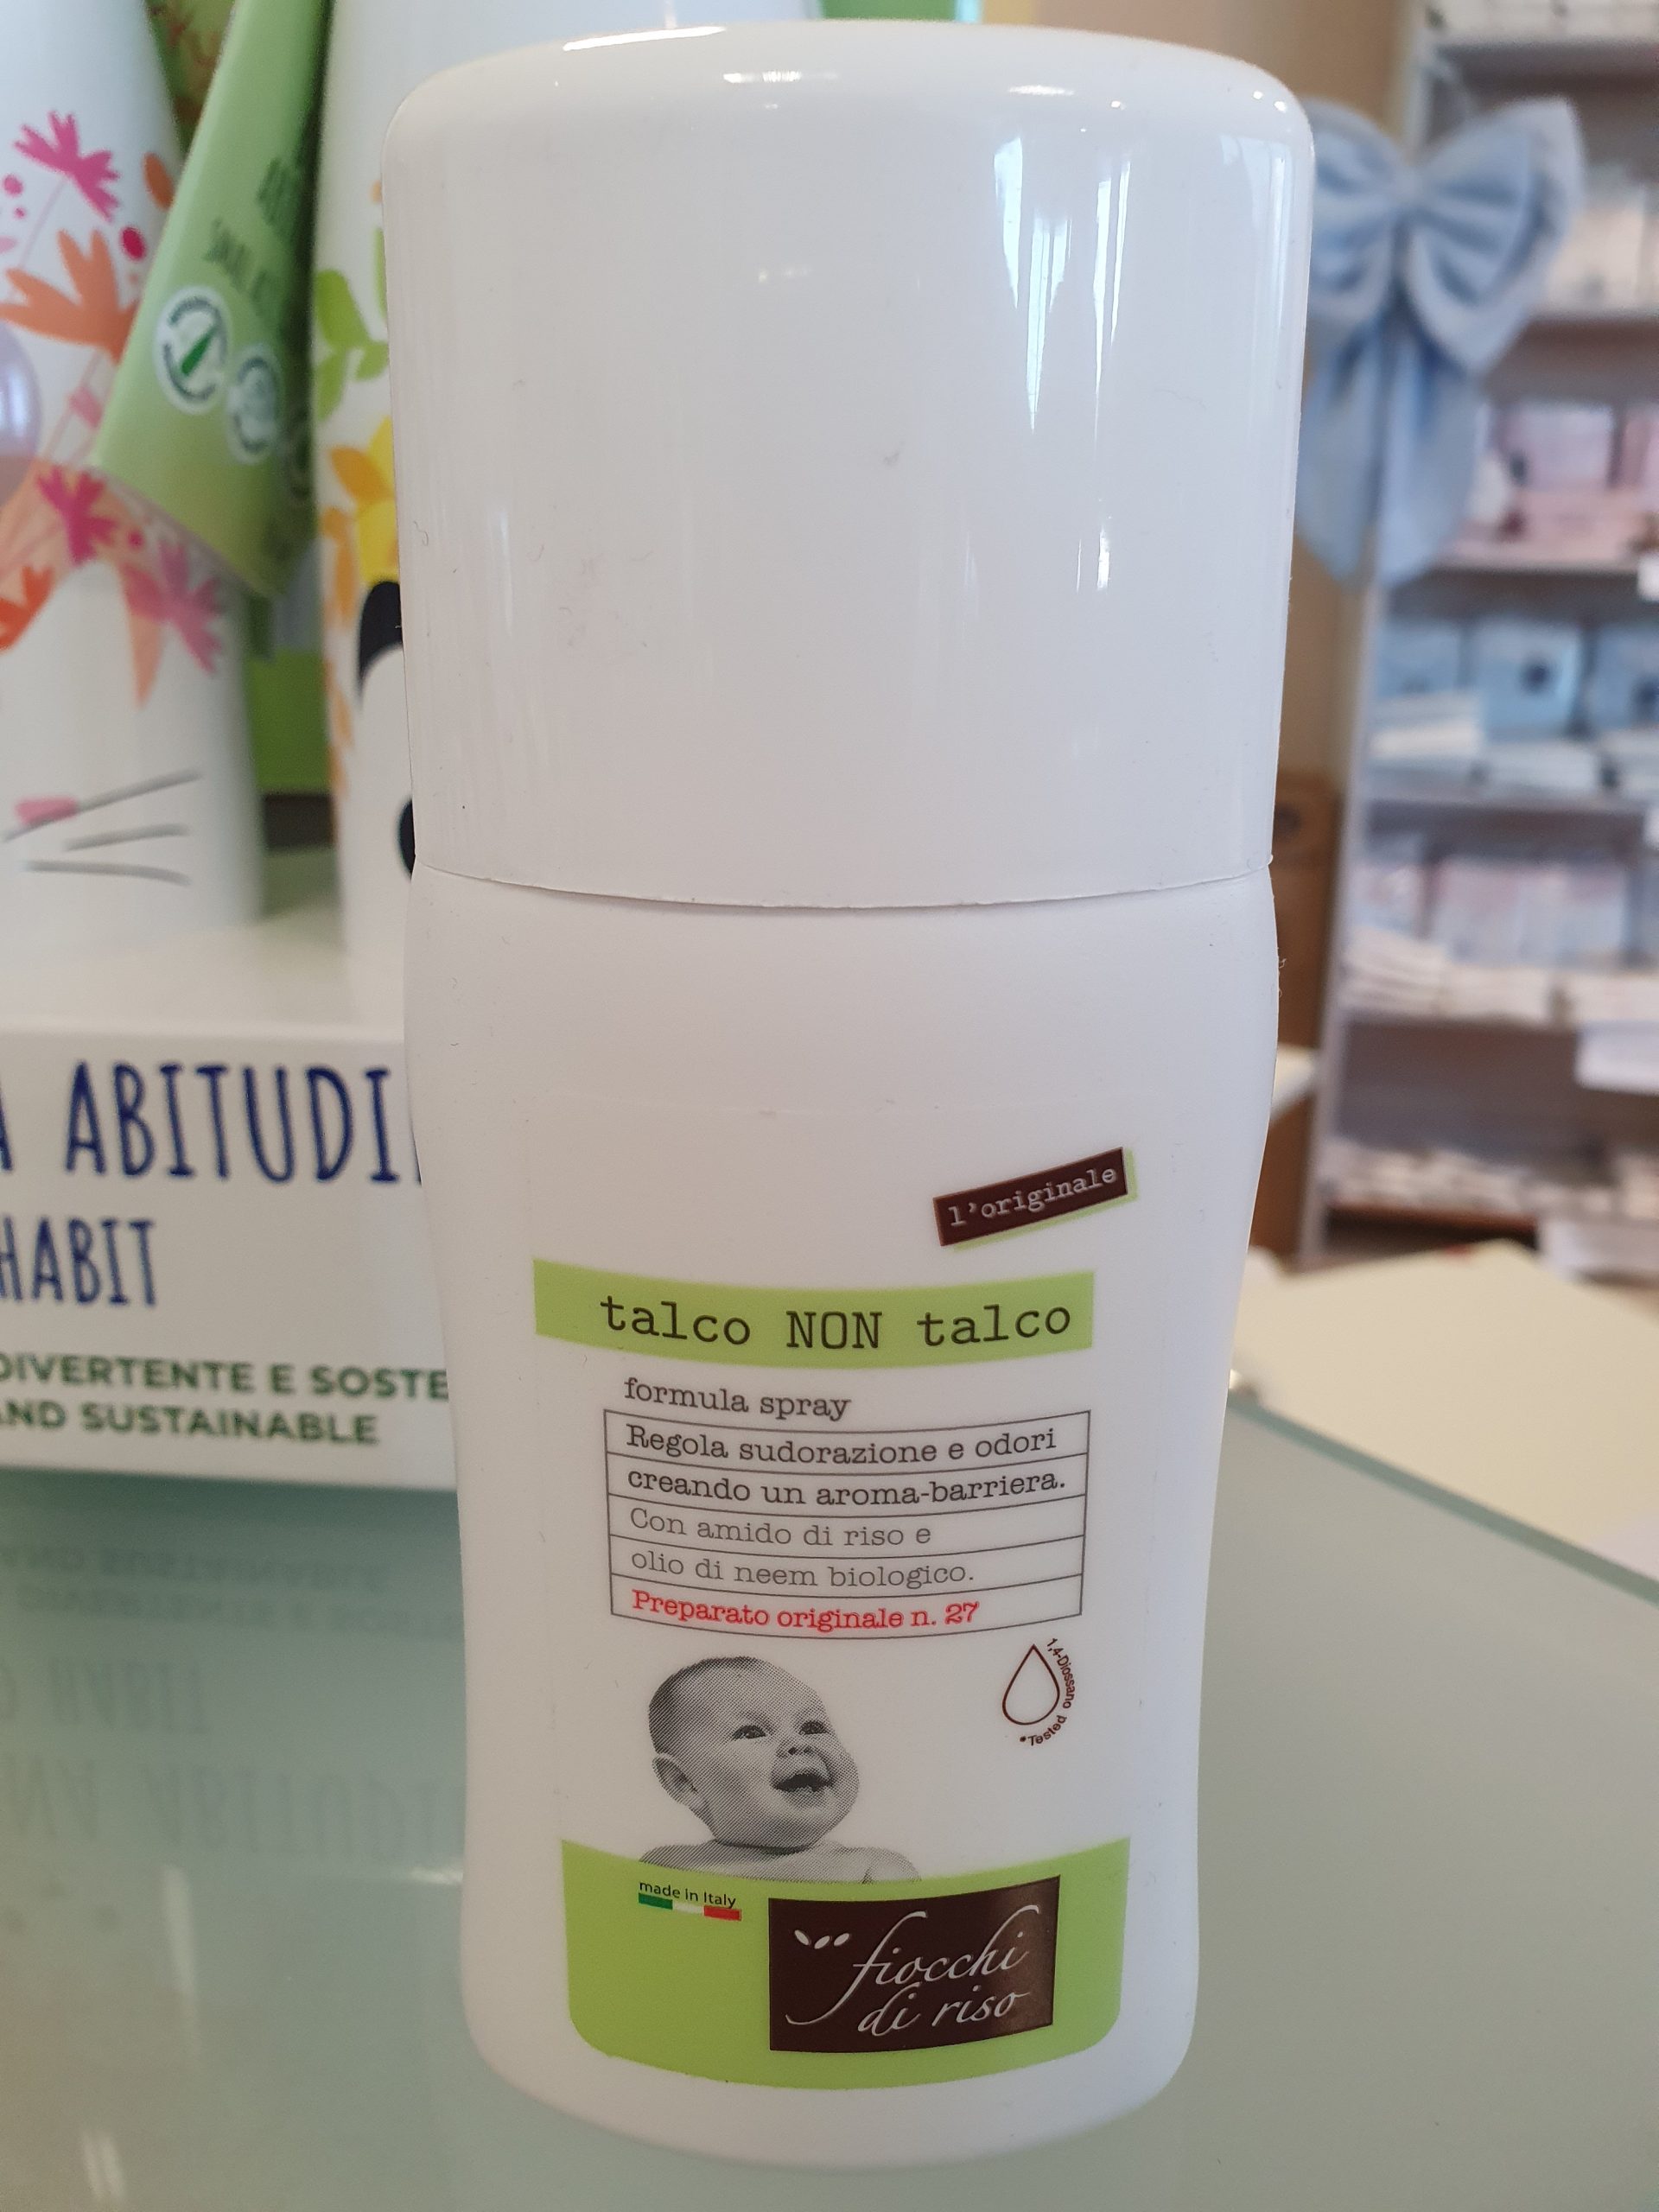 l'originale
talco NON talco
formula spray
Regola sudorazione e odori
creando un aroma-barriera.
Con amido di riso e
olio di neem biologico.
Preparato originale n. 27
1,4-Diossano
*Tested
made in Italy
fiocchi
di riso
ABITUDI
HABIT
DIVERTENTE E SOSTE
AND SUSTAINABLE